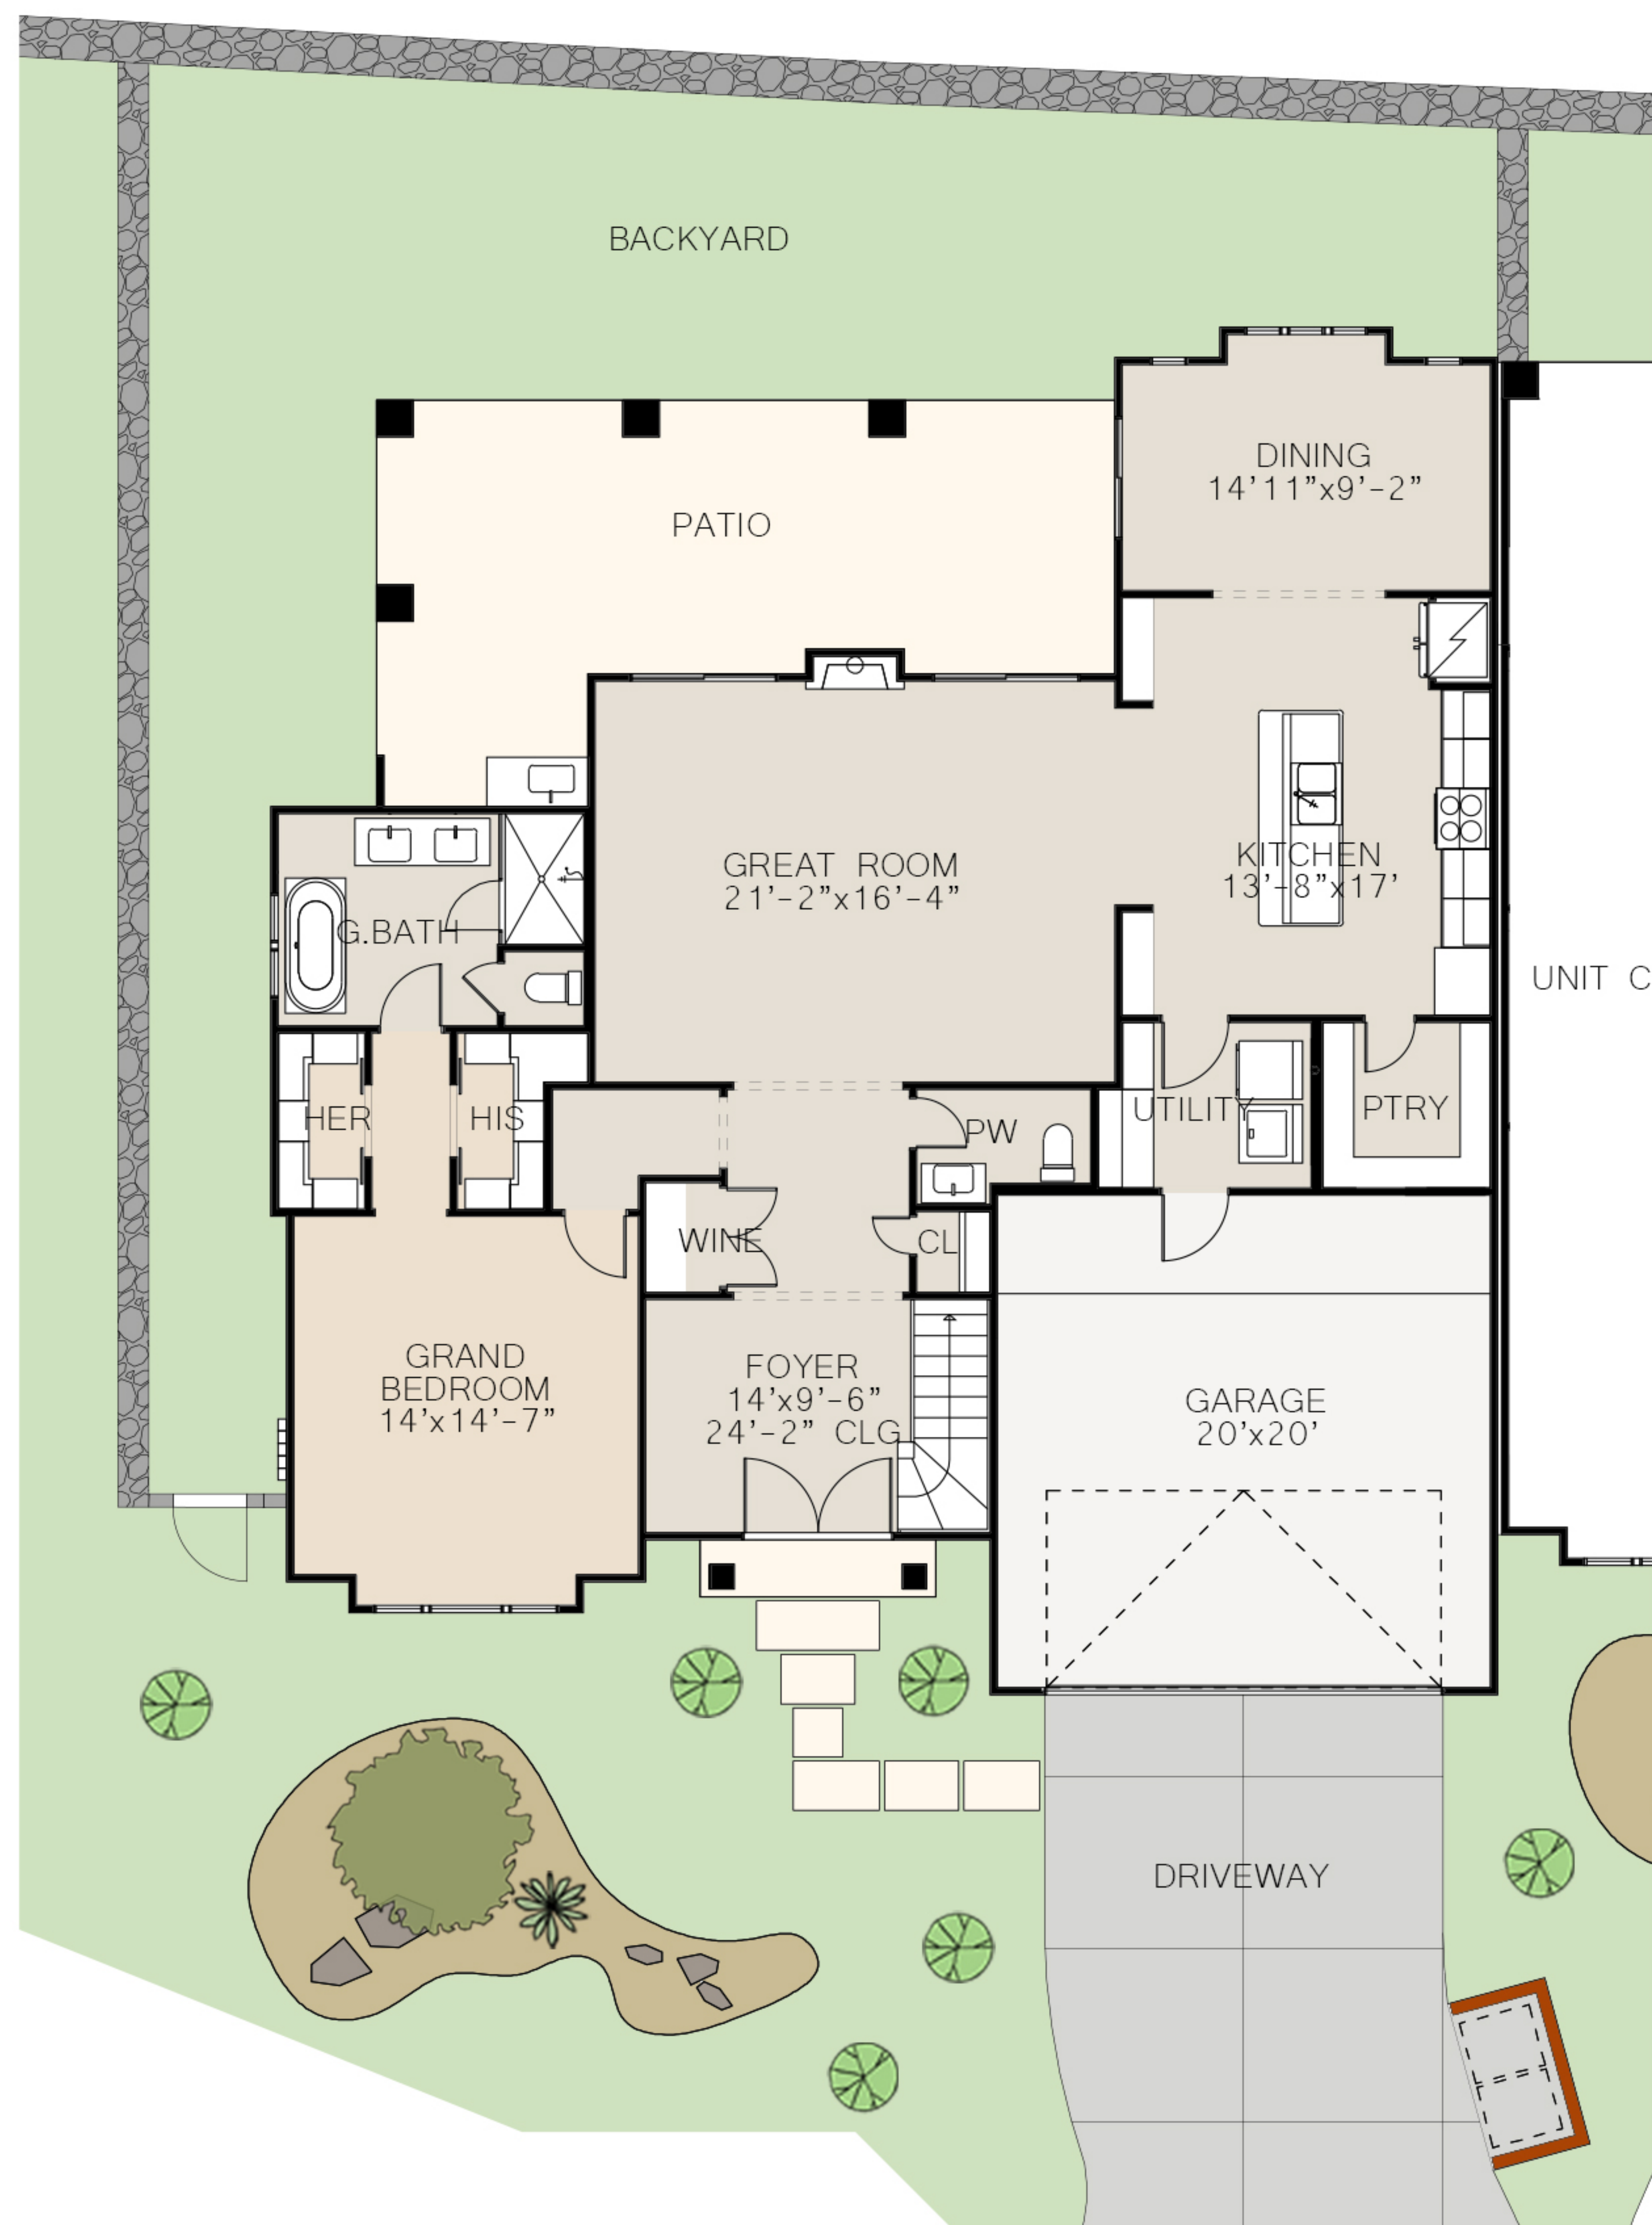 BACKYARD
DINING
14'11"x9'-2"
PATIO
GREAT ROOM
21'-2"x16'-4"
KITCHEN
13'-8"x17'
G.BATH
UNIT C
HER
HIS
PW
UTILITY
PTRY
WINE
CL
GRAND
BEDROOM
14'x14'-7"
FOYER
14'x9'-6"
24'-2" CLG
GARAGE
20'x20'
DRIVEWAY